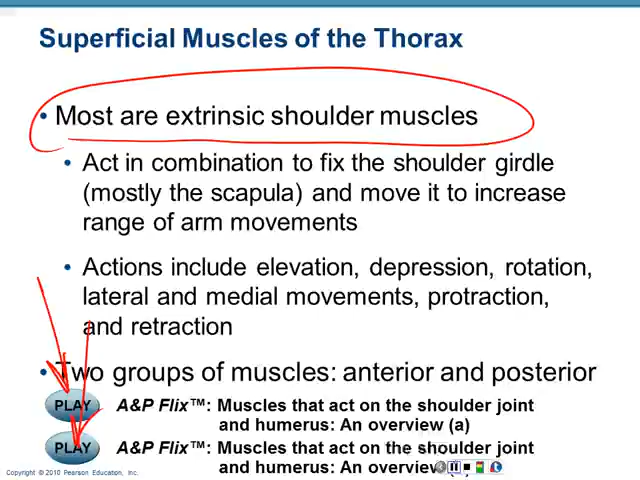 Superficial Muscles of the Thorax
• Most are extrinsic shoulder muscles
• Act in combination to fix the shoulder girdle
(mostly the scapula) and move it to increase
range of arm movements
• Actions include elevation, depression, rotation,
lateral and medial movements, protraction,
and retraction
• Two groups of muscles: anterior and posterior
PLAY A&P Flix™: Muscles that act on the shoulder joint
and humerus: An overview (a)
PLAY A&P Flix™: Muscles that act on the shoulder joint
and humerus: An overview
Copyright © 2010 Pearson Education, Inc.